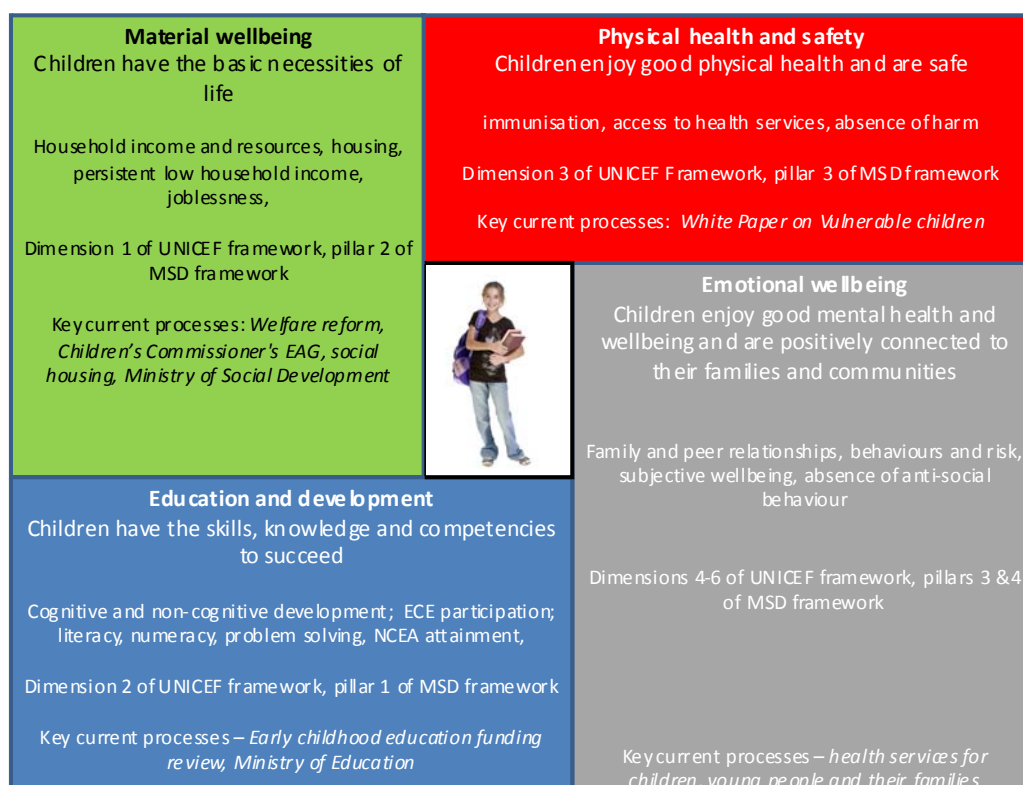 Material wellbeing
Children have the basic necessities of
life
Household income and resources, housing,
persistent low household income,
joblessness,
Dimension 1 of UNICEF framework, pillar 2 of
MSD framework
Key current processes: Welfare reform,
Children's Commissioner's EAG, social
housing, Ministry of Social Development
Physical health and safety
Children enjoy good physical health and are safe
immunisation, access to health services, absence of harm
Dimension 3 of UNICEF Framework, pillar 3 of MSD framework
Key current processes: White Paper on Vulnerable children
Emotional wellbeing
Children enjoy good mental health and
wellbeing and are positively connected to
their families and communities
Family and peer relationships, behaviours and risk,
subjective wellbeing, absence of anti-social
behaviour
Dimensions 4-6 of UNICEF framework, pillars 3 &4
of MSD framework
Key current processes – health services for
children, young people and their families
Education and development
Children have the skills, knowledge and competencies
to succeed
Cognitive and non-cognitive development; ECE participation;
literacy, numeracy, problem solving, NCEA attainment,
Dimension 2 of UNICEF framework, pillar 1 of MSD framework
Key current processes – Early childhood education funding
review, Ministry of Education